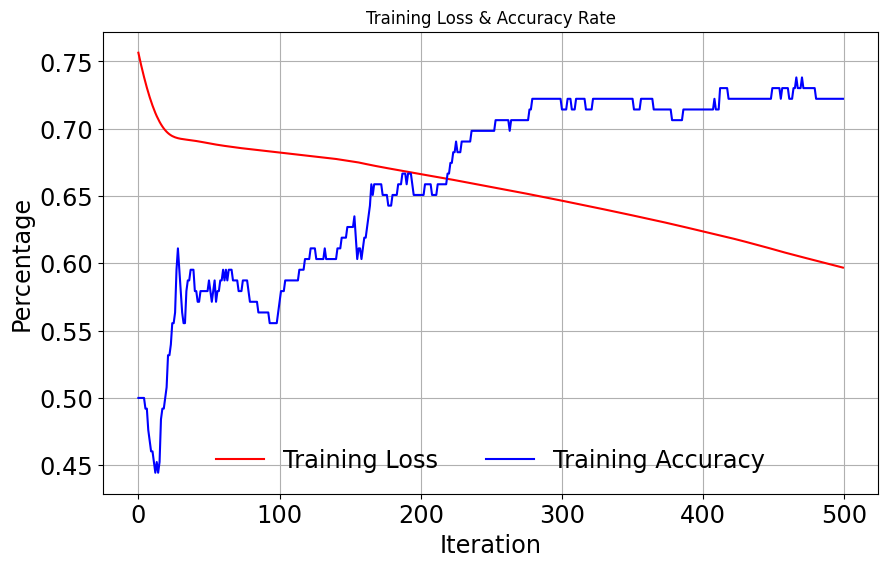 Training Loss & Accuracy Rate
Percentage
0.75
0.70
0.65
0.60
0.55
0.50
0.45
Training Loss
Training Accuracy
0
100
200
300
400
500
Iteration